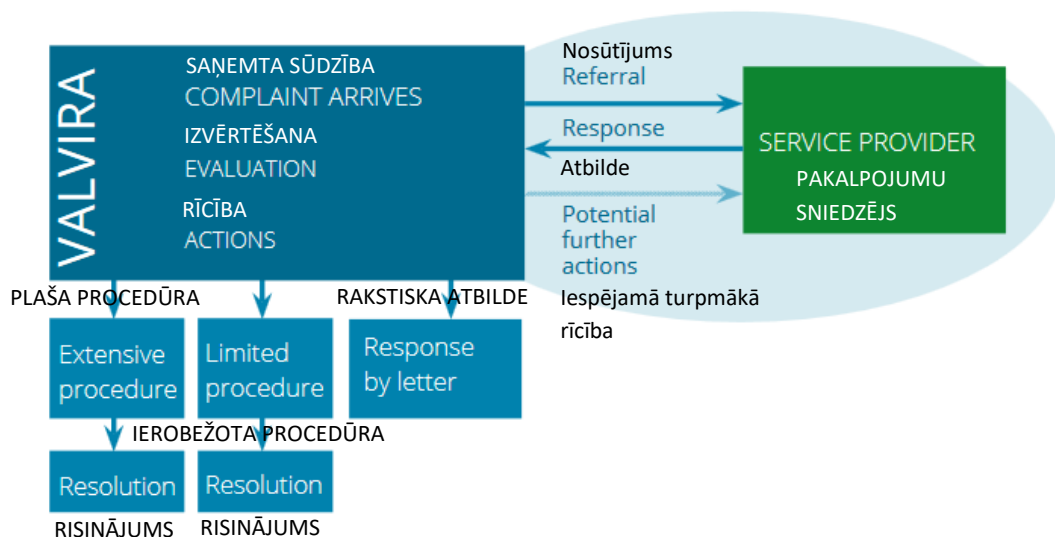 VALVIRA
SAŅEMTA SŪDZĪBA
COMPLAINT ARRIVES
IZVĒRTĒŠANA
EVALUATION
RĪCĪBA
ACTIONS
Nosūtījums
Referral
Response
Atbilde
Potential
further
actions
Iespējamā turpmākā
rīcība
SERVICE PROVIDER
PAKALPOJUMU
SNIEDZĒJS
PLAŠA PROCEDŪRA
RAKSTISKA ATBILDE
Extensive
procedure
Limited
procedure
Response
by letter
IEROBEŽOTA PROCEDŪRA
Resolution
Resolution
RISINĀJUMS
RISINĀJUMS